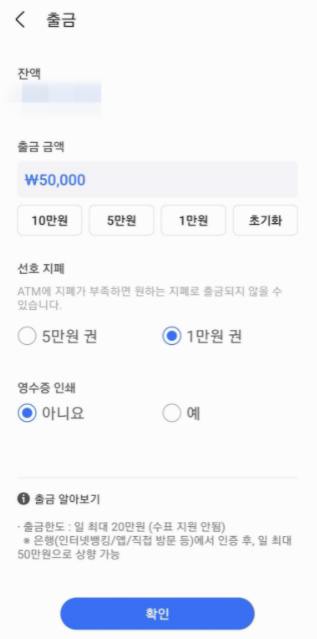 출금
잔액
출금 금액
₩50,000
10만원 5만원 1만원 초기화
선호 지폐
ATM에 지폐가 부족하면 원하는 지폐로 출금되지 않을 수
있습니다.
5만원 권 1만원 권
영수증 인쇄
아니요 예
출금 알아보기
· 출금한도 : 일 최대 20만원 (수표 지원 안됨)
※ 은행(인터넷뱅킹/앱/직접 방문 등)에서 인증 후, 일 최대
50만원으로 상향 가능
확인